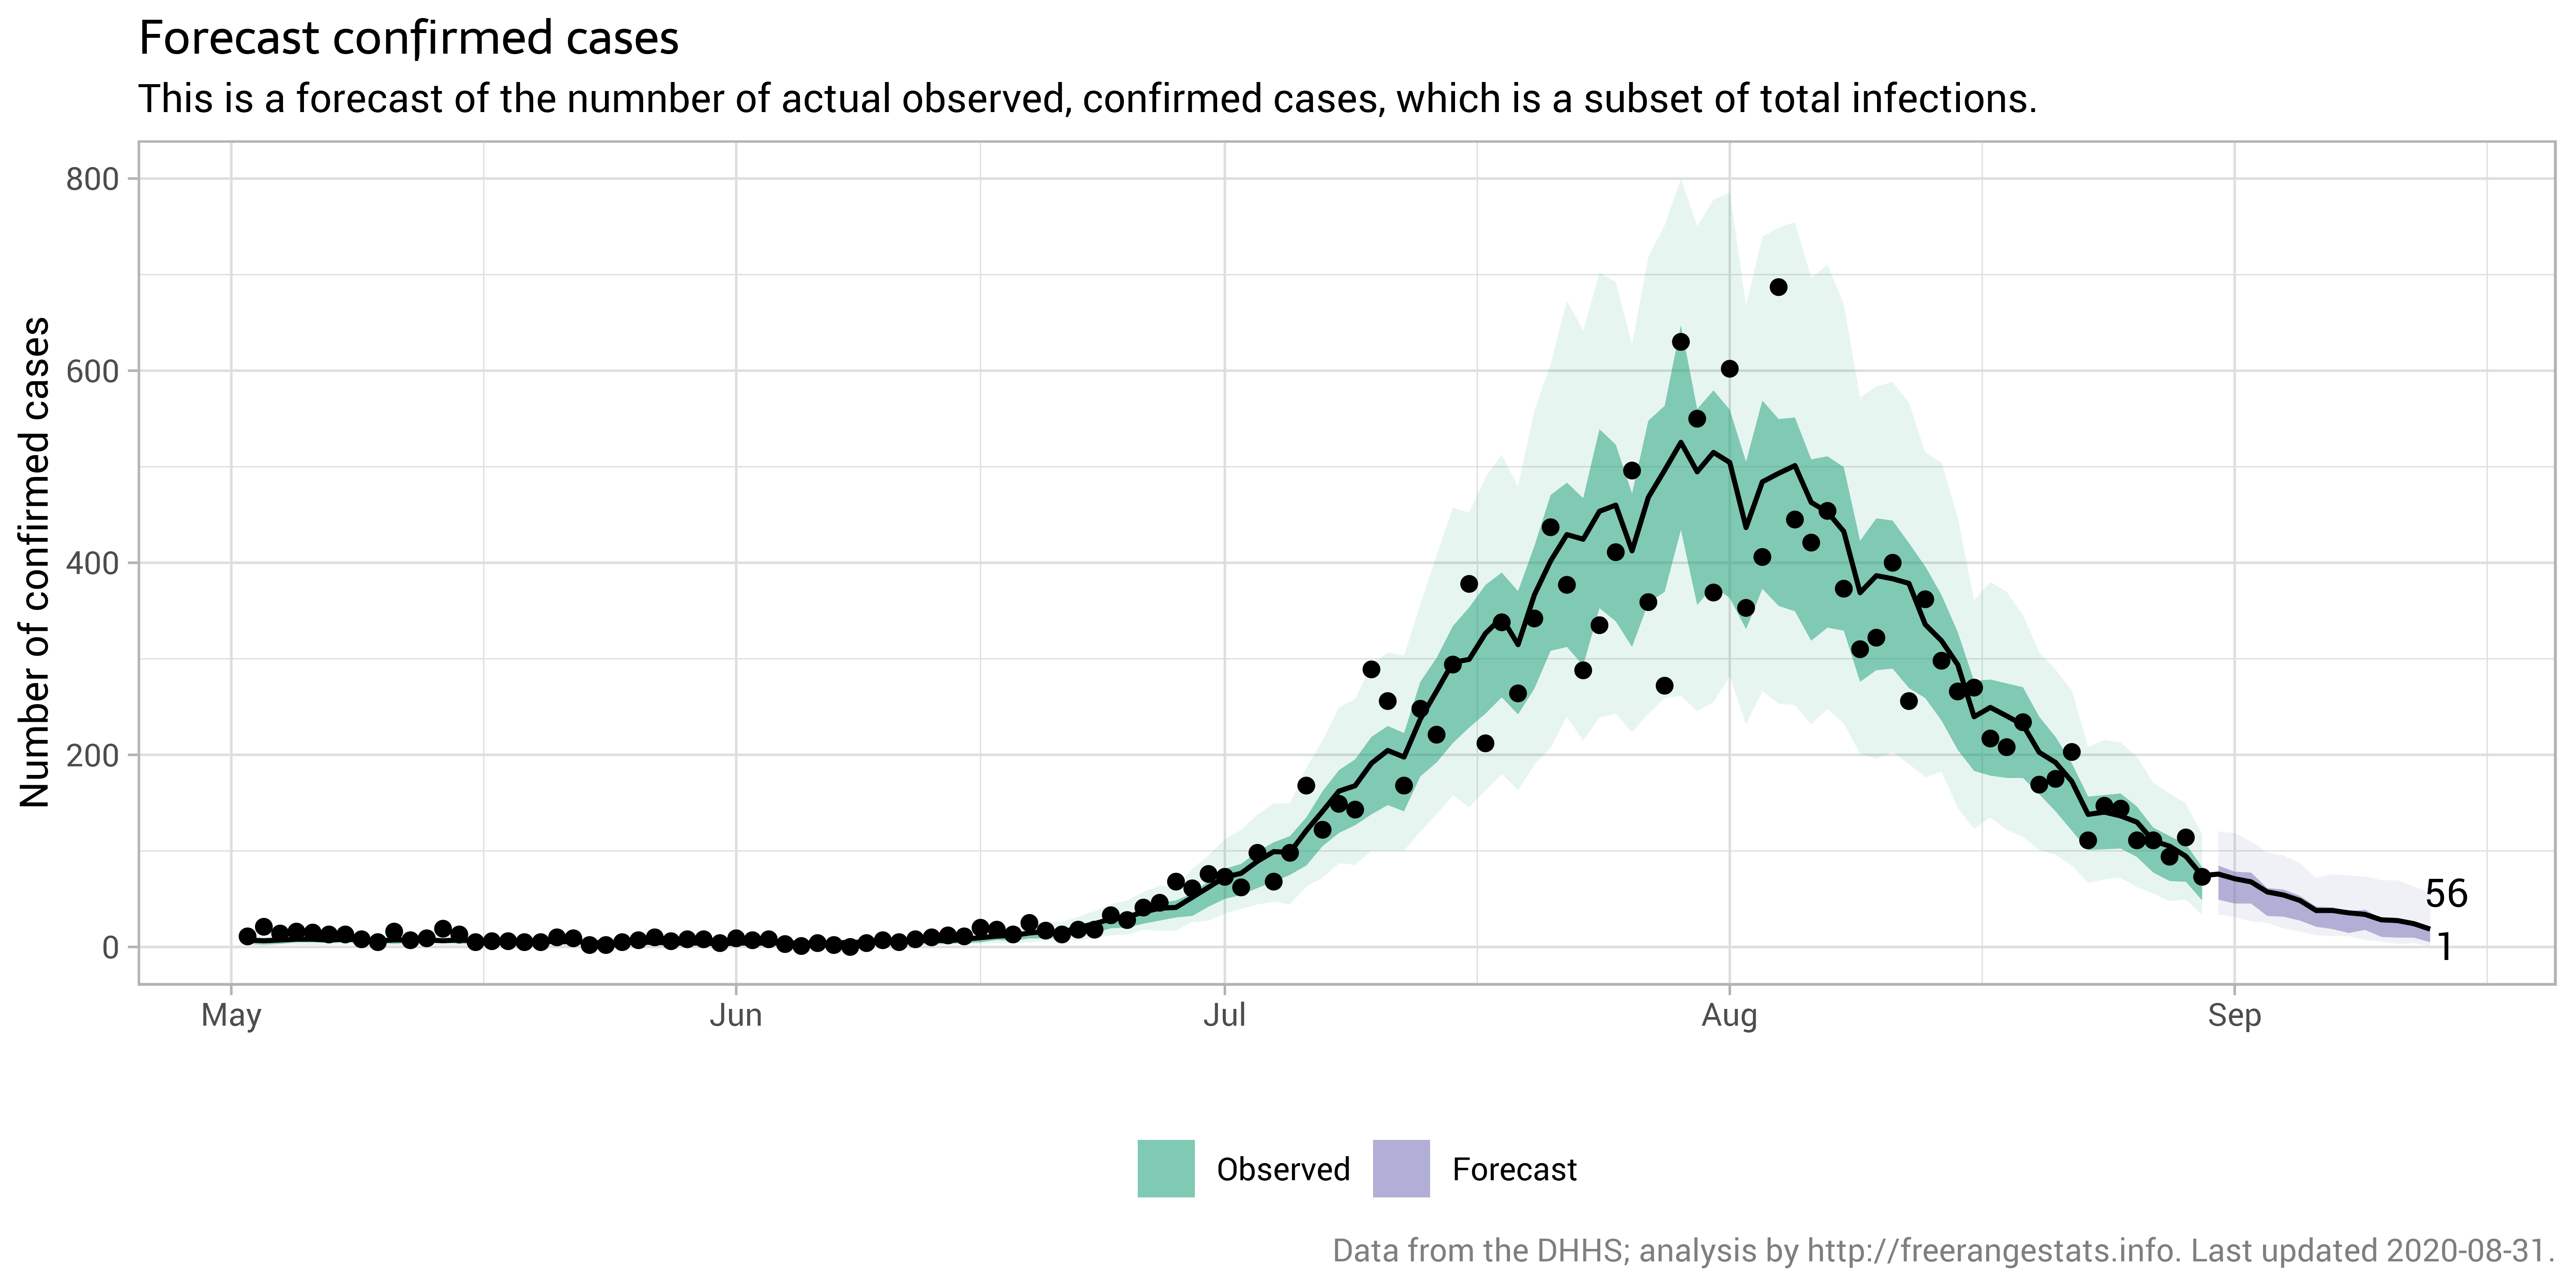 Forecast confirmed cases
This is a forecast of the numnber of actual observed, confirmed cases, which is a subset of total infections.
Number of confirmed cases
800
600
400
200
0
56
1
May Jun Jul Aug Sep
Observed Forecast
Data from the DHHS; analysis by http://freerangestats.info. Last updated 2020-08-31.